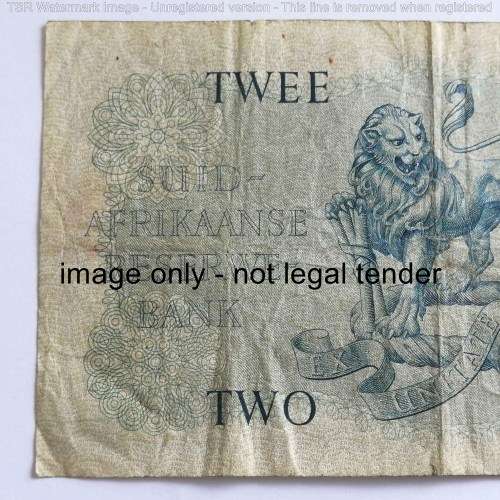 TSR Watermark Image - Unregistered version - This line is removed when registered
TWEE
SUID-
AFRIKAANSE
RESERWE-
image only - not legal tender
BANK
EX UNITATE
TWO